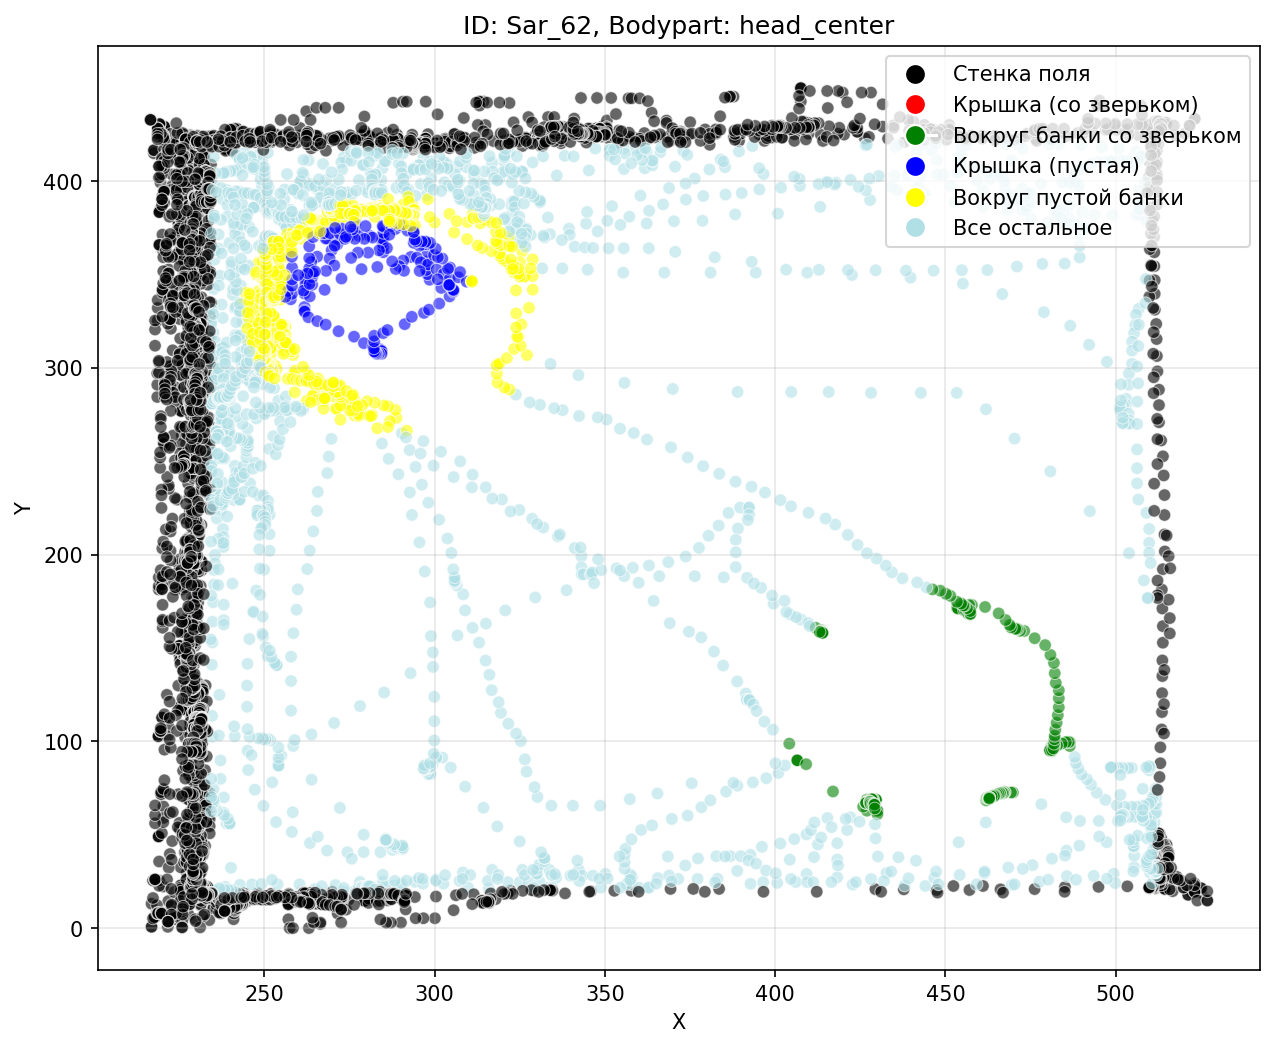 ID: Sar_62, Bodypart: head_center
Стенка поля
Крышка (со зверьком)
Вокруг банки со зверьком
Крышка (пустая)
Вокруг пустой банки
Все остальное
Y
400
300
200
100
0
250
300
350
400
450
500
X